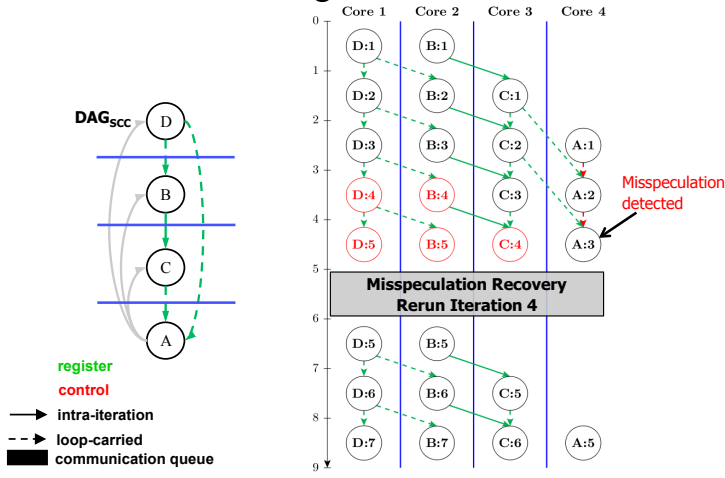 Core 1 Core 2 Core 3 Core 4
0
D:1 B:1
1
D:2 B:2 C:1
2
D:3 B:3 C:2 A:1
3
D:4 B:4 C:3 A:2
4
D:5 B:5 C:4 A:3
5
Misspeculation
detected
Misspeculation Recovery
Rerun Iteration 4
6
D:5 B:5
7
D:6 B:6 C:5
8
D:7 B:7 C:6 A:5
9
DAGSCC
D
B
C
A
register
control
intra-iteration
loop-carried
communication queue